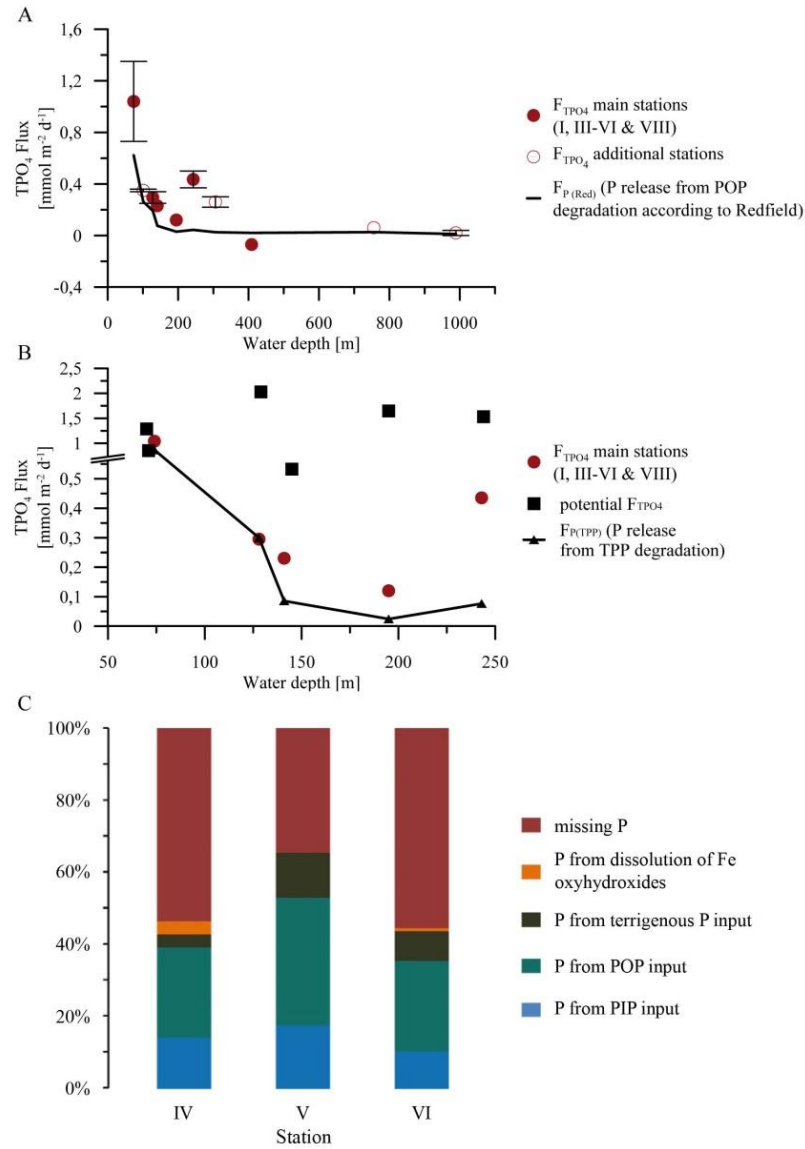 A
1,6
1,2
0,8
0,4
0
-0,4
TPO4 Flux
[mmol m-2 d-1]
0 200 400 600 800 1000
Water depth [m]
FTPO4 main stations
(I, III-VI & VIII)
FTPO4 additional stations
FP (Red) (P release from POP
degradation according to Redfield)
B
2,5
2
1,5
1
0,5
0,4
0,3
0,2
0,1
0
TPO4 Flux
[mmol m-2 d-1]
50 100 150 200 250
Water depth [m]
FTPO4 main stations
(I, III-VI & VIII)
potential FTPO4
FP(TPP) (P release
from TPP degradation)
C
100%
80%
60%
40%
20%
0%
IV V VI
Station
missing P
P from dissolution of Fe
oxyhydroxides
P from terrigenous P input
P from POP input
P from PIP input